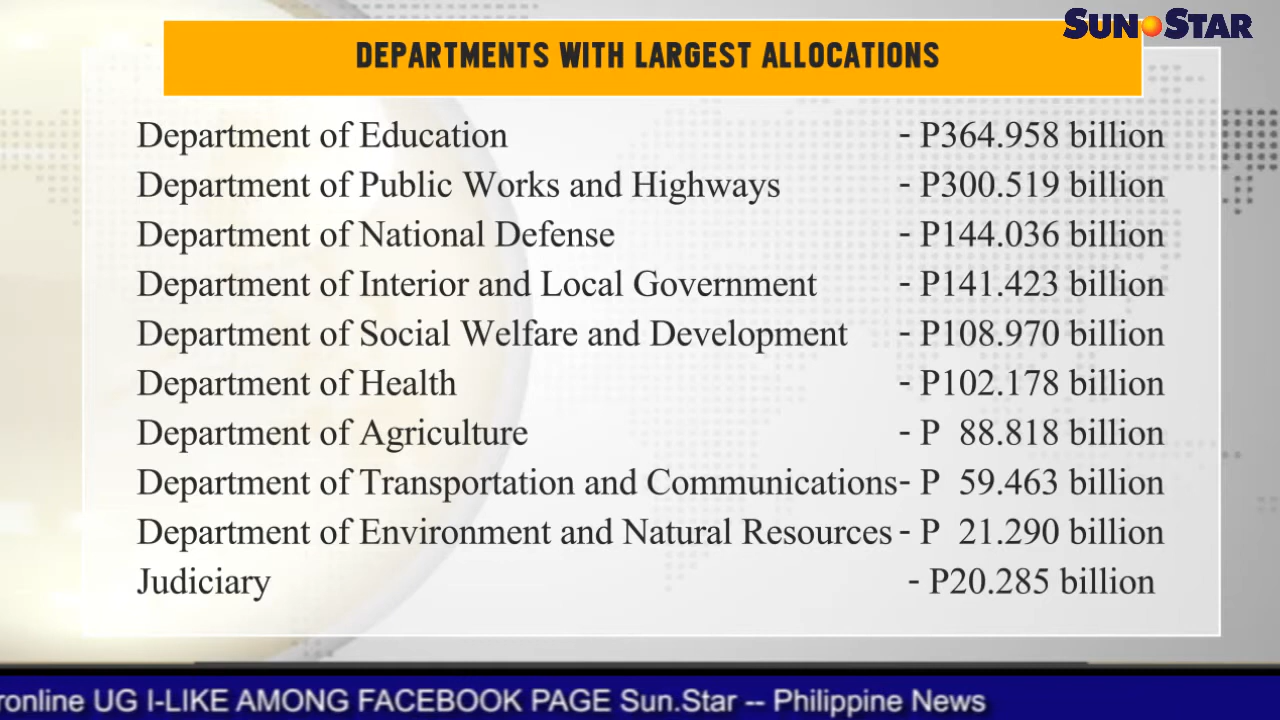 SUN STAR
DEPARTMENTS WITH LARGEST ALLOCATIONS
Department of Education - P364.958 billion
Department of Public Works and Highways - P300.519 billion
Department of National Defense - P144.036 billion
Department of Interior and Local Government - P141.423 billion
Department of Social Welfare and Development - P108.970 billion
Department of Health - P102.178 billion
Department of Agriculture - P 88.818 billion
Department of Transportation and Communications- P 59.463 billion
Department of Environment and Natural Resources - P 21.290 billion
Judiciary - P20.285 billion
ronline UG I-LIKE AMONG FACEBOOK PAGE Sun.Star -- Philippine News